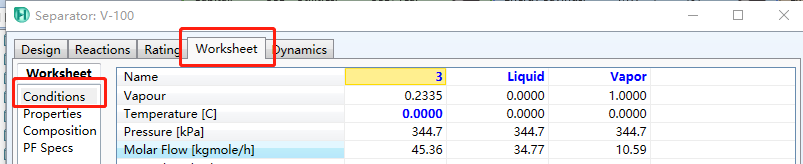 Separator: V-100
Design Reactions Rating Worksheet Dynamics
Worksheet
Conditions
Properties
Composition
PF Specs
Name 3 Liquid Vapor
Vapour 0.2335 0.0000 1.0000
Temperature [C] 0.0000 0.0000 0.0000
Pressure [kPa] 344.7 344.7 344.7
Molar Flow [kgmole/h] 45.36 34.77 10.59